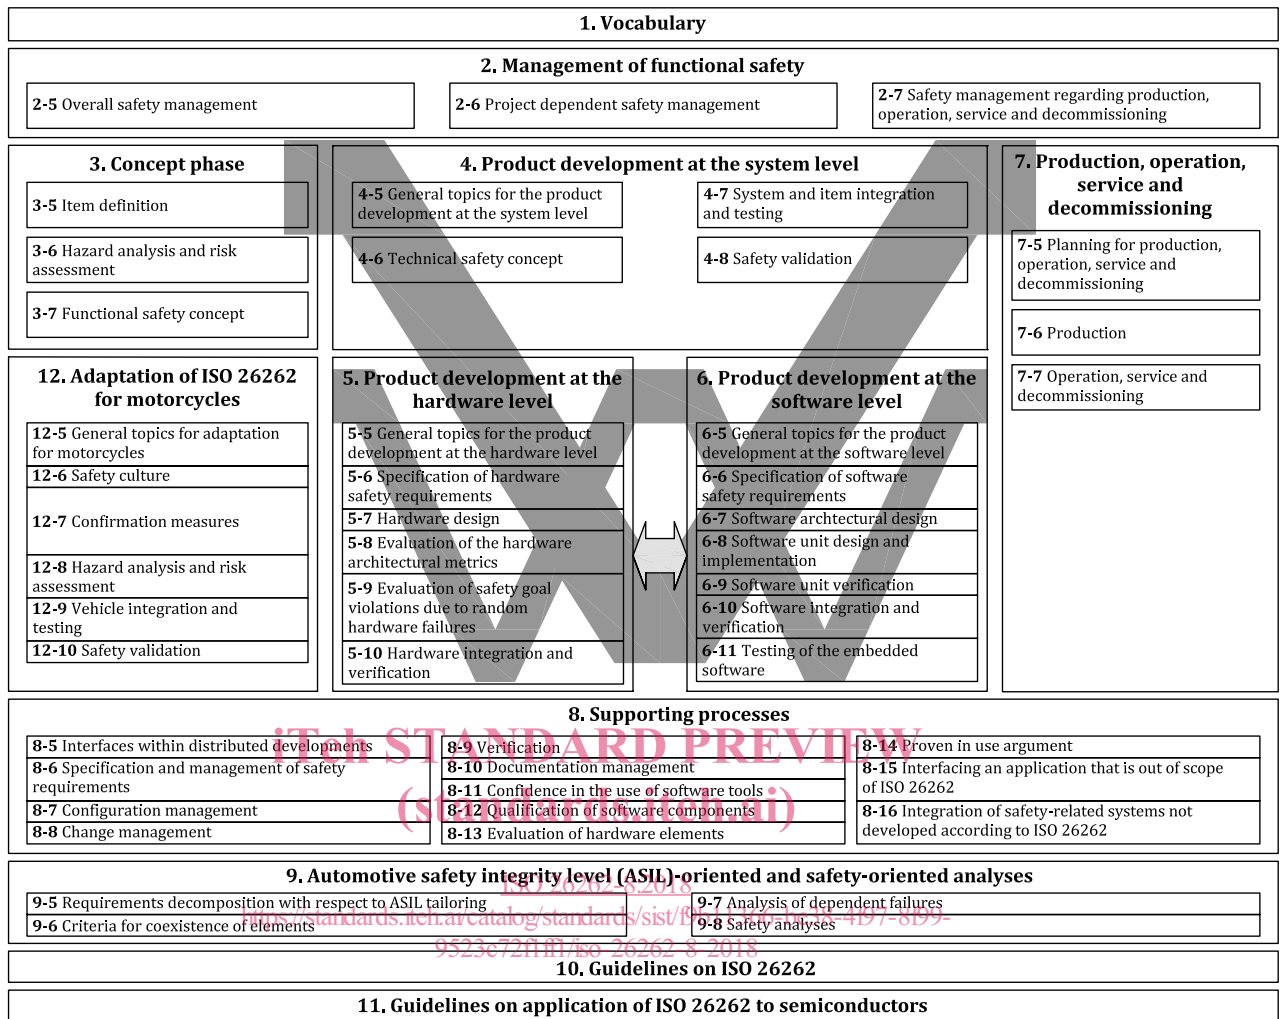 1. Vocabulary
2. Management of functional safety
2-5 Overall safety management
2-6 Project dependent safety management
2-7 Safety management regarding production,
operation, service and decommissioning
3. Concept phase
3-5 Item definition
3-6 Hazard analysis and risk
assessment
3-7 Functional safety concept
4. Product development at the system level
4-5 General topics for the product
development at the system level
4-6 Technical safety concept
4-7 System and item integration
and testing
4-8 Safety validation
7. Production, operation,
service and
decommissioning
7-5 Planning for production,
operation, service and
decommissioning
7-6 Production
7-7 Operation, service and
decommissioning
12. Adaptation of ISO 26262
for motorcycles
12-5 General topics for adaptation
for motorcycles
12-6 Safety culture
12-7 Confirmation measures
12-8 Hazard analysis and risk
assessment
12-9 Vehicle integration and
testing
12-10 Safety validation
5. Product development at the
hardware level
5-5 General topics for the product
development at the hardware level
5-6 Specification of hardware
safety requirements
5-7 Hardware design
5-8 Evaluation of the hardware
architectural metrics
5-9 Evaluation of safety goal
violations due to random
hardware failures
5-10 Hardware integration and
verification
6. Product development at the
software level
6-5 General topics for the product
development at the software level
6-6 Specification of software
safety requirements
6-7 Software archtectural design
6-8 Software unit design and
implementation
6-9 Software unit verification
6-10 Software integration and
verification
6-11 Testing of the embedded
software
8. Supporting processes
iTeh STANDARD PREVIEW
(standards.iteh.ai)
8-5 Interfaces within distributed developments
8-6 Specification and management of safety
requirements
8-7 Configuration management
8-8 Change management
8-9 Verification
8-10 Documentation management
8-11 Confidence in the use of software tools
8-12 Qualification of software components
8-13 Evaluation of hardware elements
8-14 Proven in use argument
8-15 Interfacing an application that is out of scope
of ISO 26262
8-16 Integration of safety-related systems not
developed according to ISO 26262
9. Automotive safety integrity level (ASIL)-oriented and safety-oriented analyses
ISO 26262-8:2018
9-5 Requirements decomposition with respect to ASIL tailoring
9-6 Criteria for coexistence of elements
9-7 Analysis of dependent failures
9-8 Safety analyses
9523c72f1ff1/iso-26262-8-2018
10. Guidelines on ISO 26262
11. Guidelines on application of ISO 26262 to semiconductors